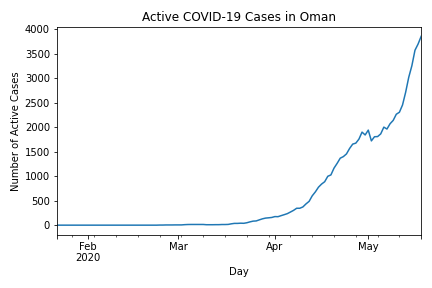 Active COVID-19 Cases in Oman
4000
3500
3000
2500
2000
1500
1000
500
0
Number of Active Cases
Feb
2020
Mar
Apr
May
Day